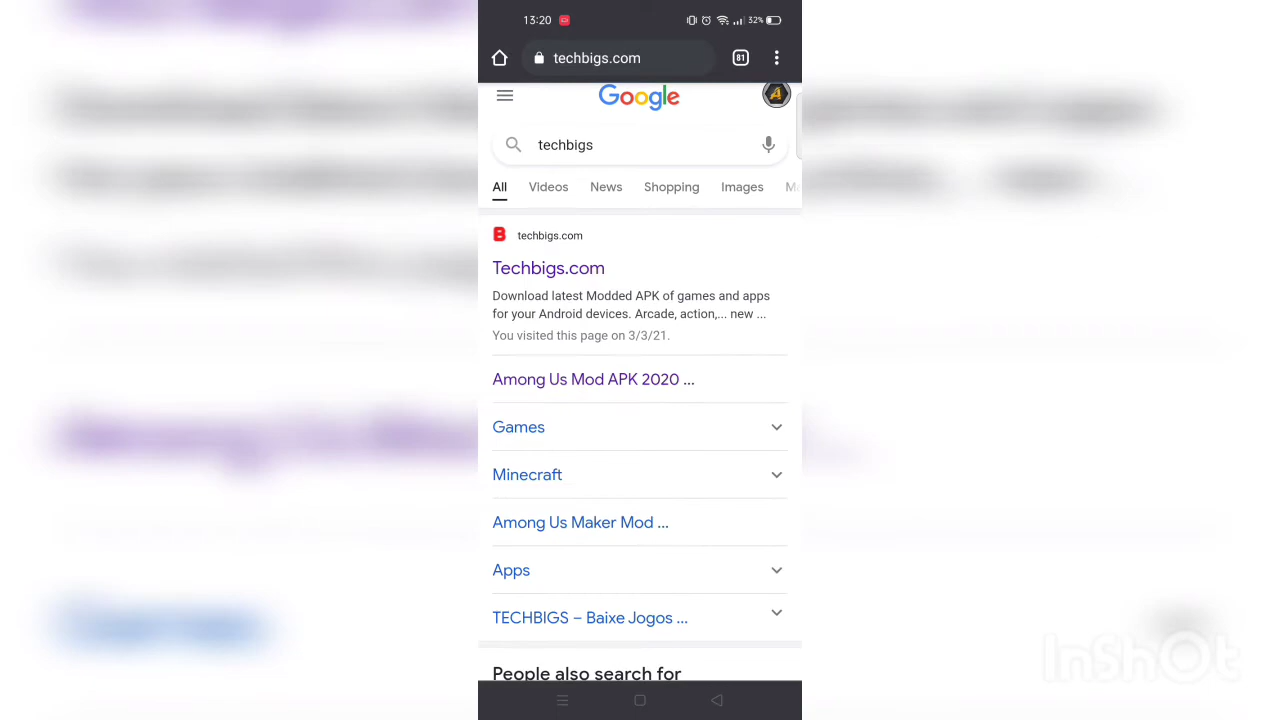 13:20
32%
techbigs.com
81
Google
techbigs
All Videos News Shopping Images
techbigs.com
Techbigs.com
Download latest Modded APK of games and apps
for your Android devices. Arcade, action,... new ...
You visited this page on 3/3/21.
Among Us Mod APK 2020 ...
Games
Minecraft
Among Us Maker Mod ...
Apps
TECHBIGS – Baixe Jogos ...
People also search for
InShOt